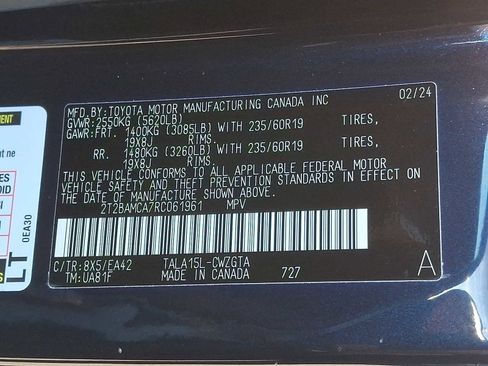 MFD.BY:TOYOTA MOTOR MANUFACTURING CANADA INC 02/24
GVWR:2550KG (5620LB)
GAWR:FRT. 1400KG (3085LB) WITH 235/60R19 TIRES,
19X8J RIMS.
RR. 1480KG (3260LB) WITH 235/60R19 TIRES,
19X8J RIMS.
THIS VEHICLE CONFORMS TO ALL APPLICABLE FEDERAL MOTOR
VEHICLE SAFETY AND THEFT PREVENTION STANDARDS IN EFFECT ON
THE DATE OF MANUFACTURE SHOWN ABOVE.
2T2BAMCA7RC061961 MPV
C/TR:8X5/EA42 TALA15L-CWZGTA
TM:UA81F MADE IN CANADA 727 A
0EA30
LT